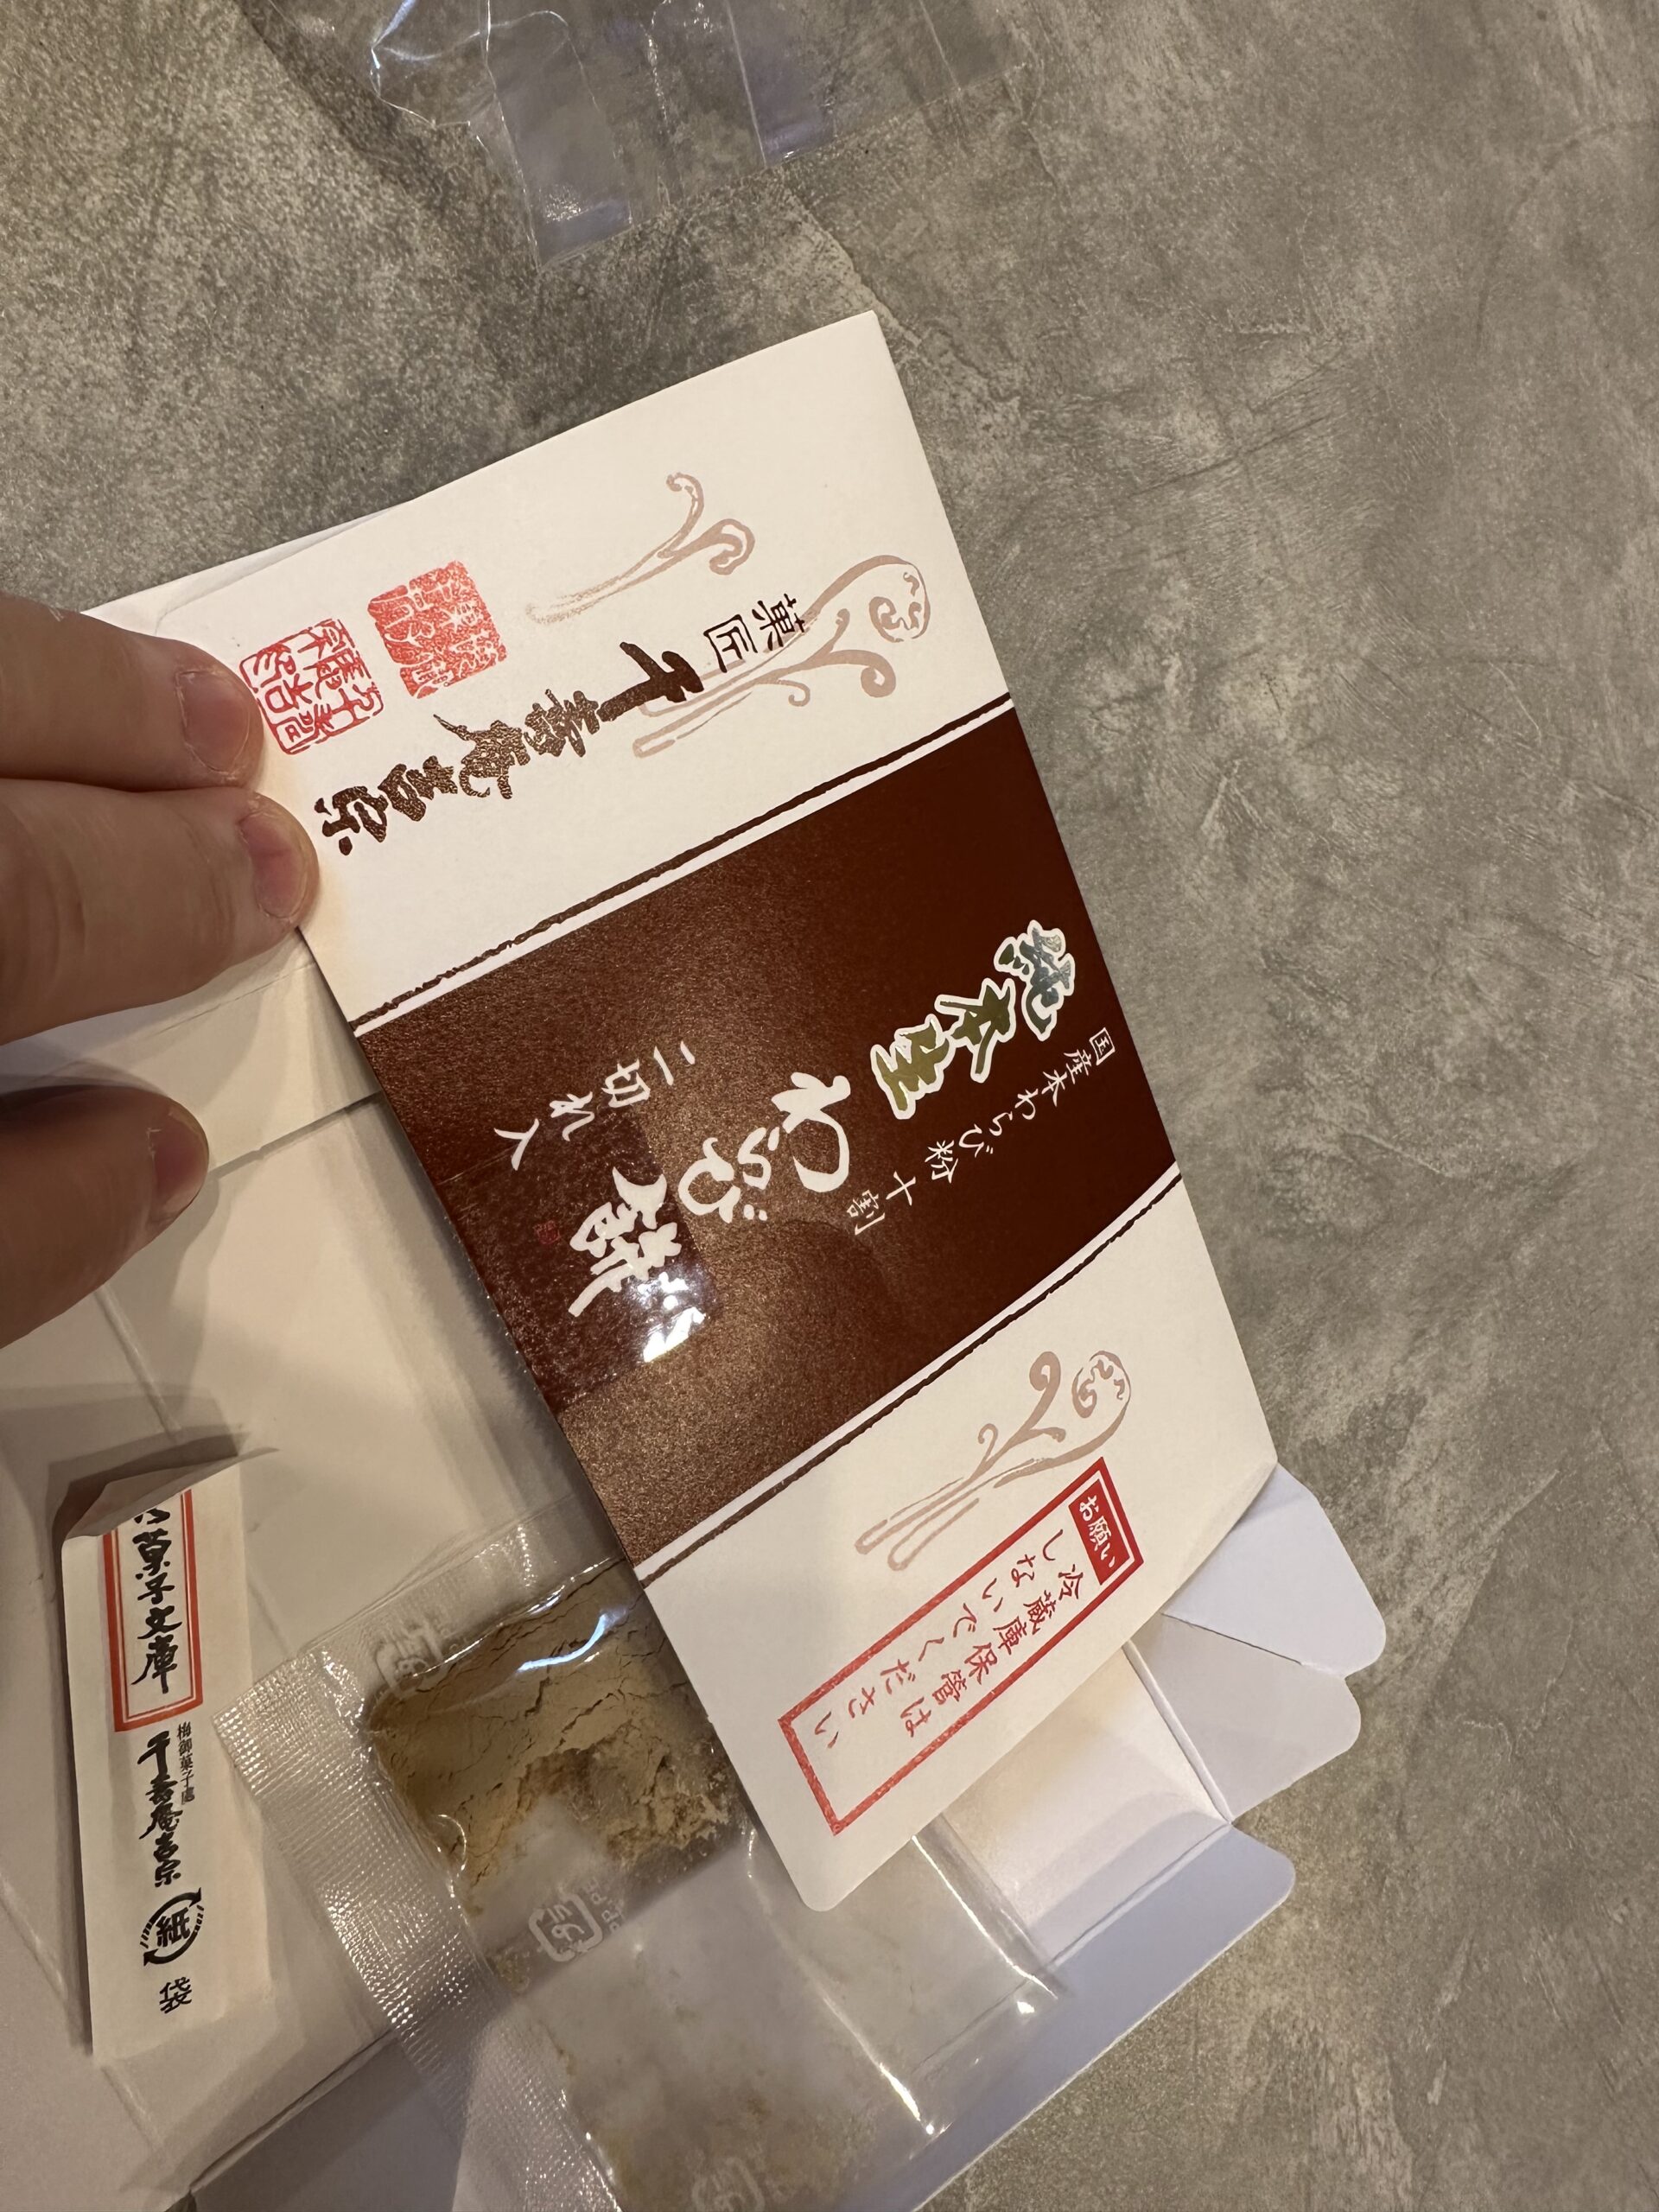 菓匠 千壽庵吉宗
純本生
国産本わらび粉 十割
わらび餅
二切れ入
お願い
冷蔵庫保管は
しないでください
菓子文庫
梅御菓子處
千壽庵吉宗
紙
袋